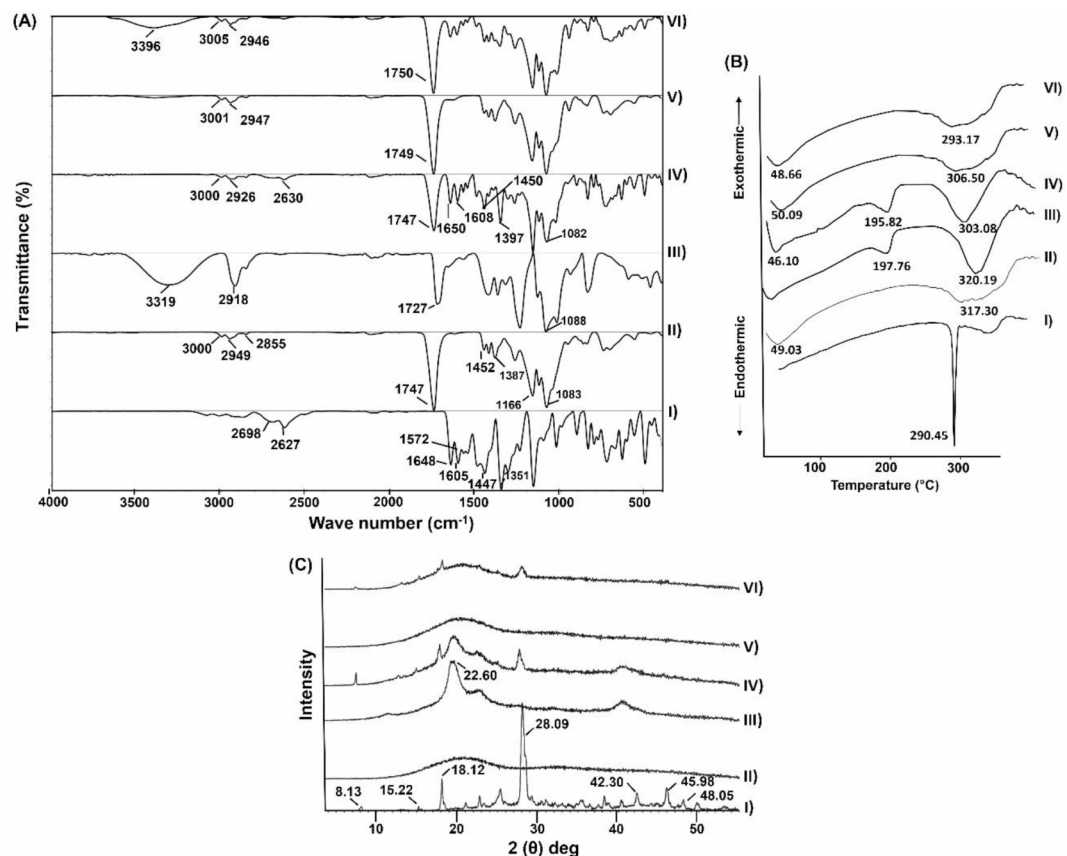 (A)
VI)
3396
3005
2946
1750
V)
3001
2947
1749
IV)
3000
2926
2630
1747
1650
1608
1450
1397
1082
III)
3319
2918
1727
1088
II)
3000
2949
2855
1747
1452
1387
1166
1083
I)
2698
2627
1648
1572
1605
1447
1351
Transmittance (%)
4000 3500 3000 2500 2000 1500 1000 500
Wave number (cm-1)
(B)
Exothermic
Endothermic
VI)
48.66
293.17
V)
50.09
306.50
IV)
46.10
195.82
303.08
III)
197.76
320.19
II)
49.03
317.30
I)
290.45
100 200 300
Temperature (°C)
(C)
Intensity
VI)
V)
IV)
22.60
III)
28.09
II)
8.13
15.22
18.12
42.30
45.98
48.05
I)
10 20 30 40 50
2 (θ) deg